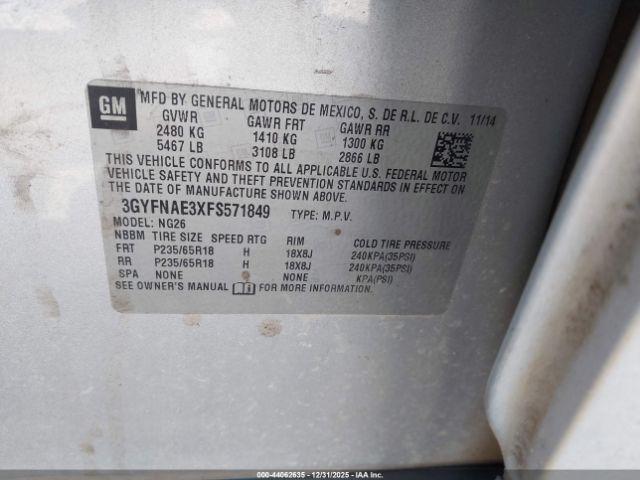 GM
MFD BY GENERAL MOTORS DE MEXICO, S. DE R.L. DE C.V. 11/14
GVWR GAWR FRT GAWR RR
2480 KG 1410 KG 1300 KG
5467 LB 3108 LB 2866 LB
THIS VEHICLE CONFORMS TO ALL APPLICABLE U.S. FEDERAL MOTOR
VEHICLE SAFETY AND THEFT PREVENTION STANDARDS IN EFFECT ON
THE DATE OF MANUFACTURE SHOWN ABOVE.
3GYFNAE3XFS571849 TYPE: M.P.V.
MODEL: NG26
NBBM TIRE SIZE SPEED RTG RIM COLD TIRE PRESSURE
FRT P235/65R18 H 18X8J 240KPA(35PSI)
RR P235/65R18 H 18X8J 240KPA(35PSI)
SPA NONE NONE KPA(PSI)
SEE OWNER'S MANUAL FOR MORE INFORMATION.
000-44062635 - 12/31/2025 - IAA Inc.